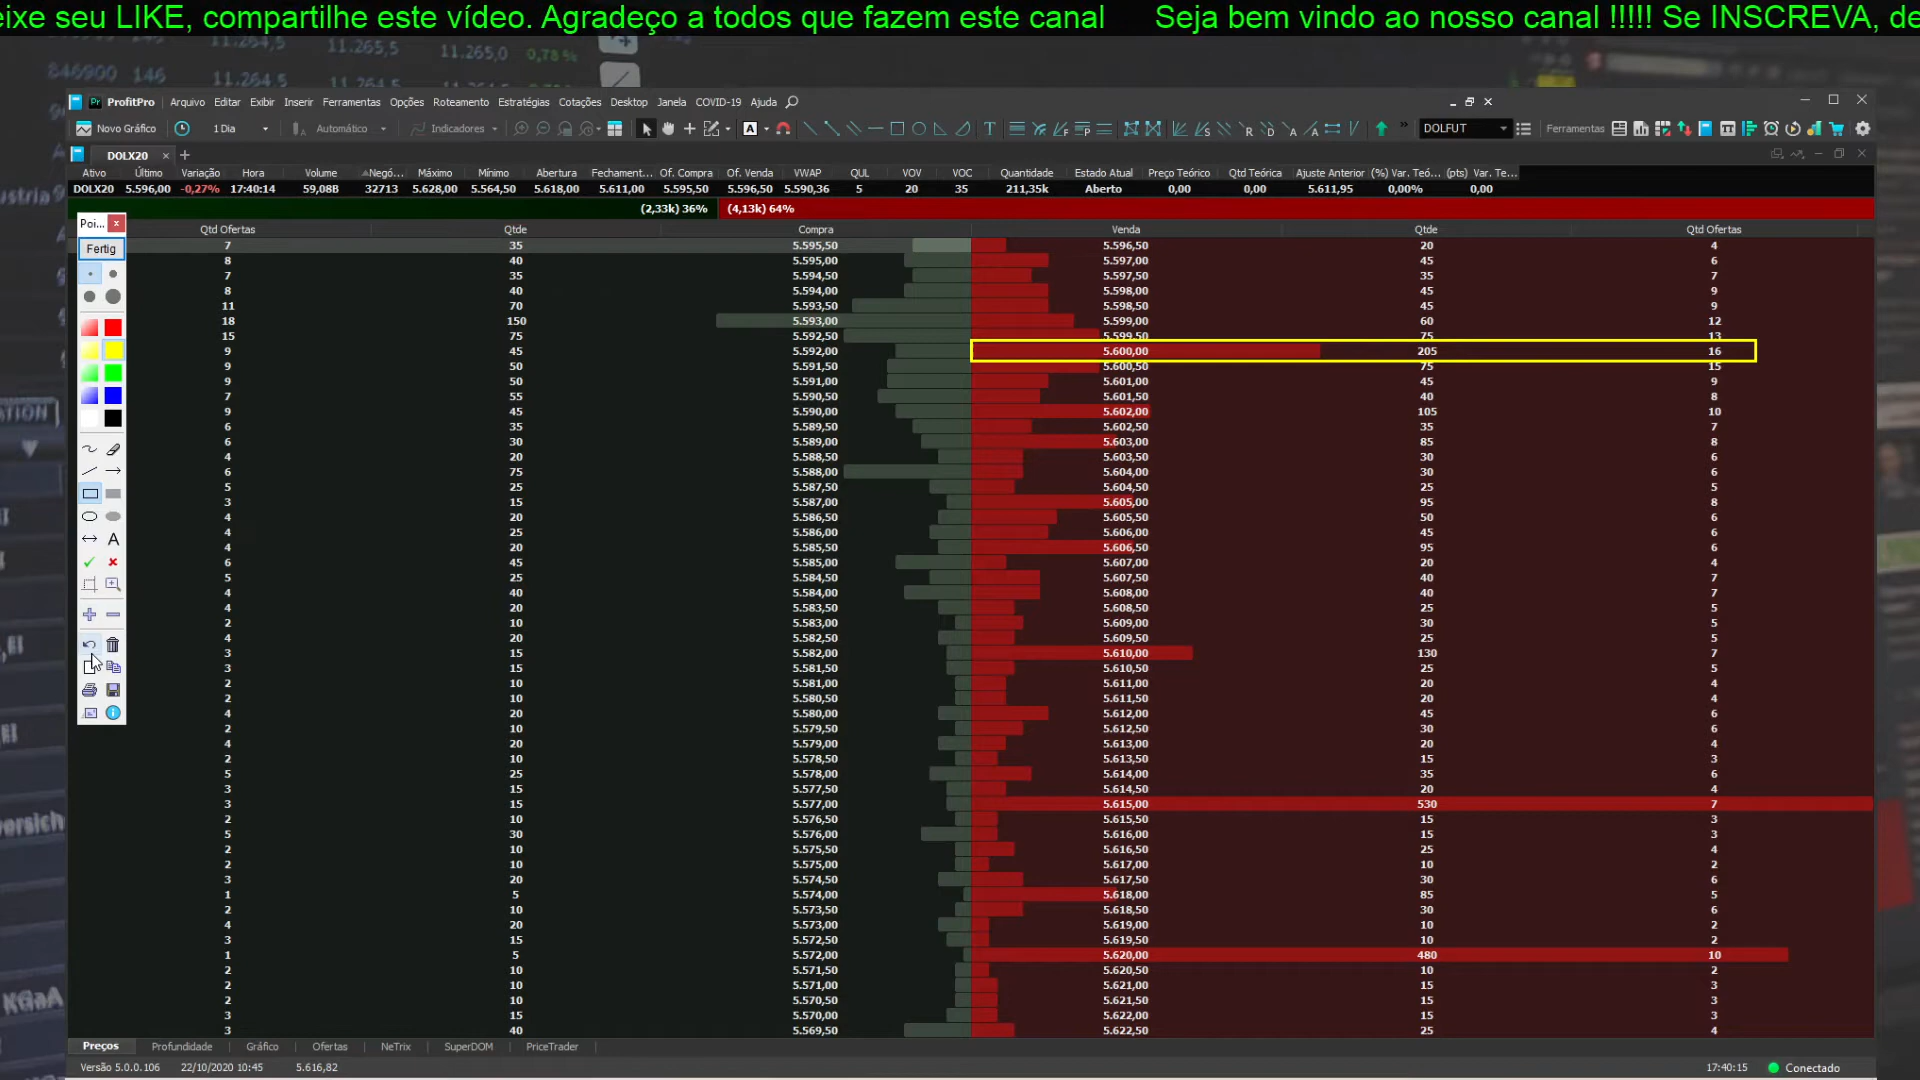 eixe seu LIKE, compartilhe este vídeo. Agradeço a todos que fazem este canal Seja bem vindo ao nosso canal !!!!! Se INSCREVA, de
11.264,5 11.265,5 11.265,0 0,78 %
846900 146 11.264,5
ProfitPro Arquivo Editar Exibir Inserir Ferramentas Opções Roteamento Estratégias Cotações Desktop Janela COVID-19 Ajuda
Novo Gráfico 1 Dia Automático Indicadores DOLFUT Ferramentas
DOLX20
Ativo Último Variação Hora Volume Negó... Máximo Mínimo Abertura Fechament... Of. Compra Of. Venda VWAP QUL VOV VOC Quantidade Estado Atual Preço Teórico Qtd Teórica Ajuste Anterior (%) Var. Teó... (pts) Var. Te...
DOLX20 5.596,00 -0,27% 17:40:14 59,08B 32713 5.628,00 5.564,50 5.618,00 5.611,00 5.595,50 5.596,50 5.590,36 5 20 35 211,35k Aberto 0,00 0,00 5.611,95 0,00% 0,00
(2,33k) 36% (4,13k) 64%
Poi...
Fertig
Qtd Ofertas Qtde Compra Venda Qtde Qtd Ofertas
7 35 5.595,50 5.596,50 20 4
8 40 5.595,00 5.597,00 45 6
7 35 5.594,50 5.597,50 35 7
8 40 5.594,00 5.598,00 45 9
11 70 5.593,50 5.598,50 45 9
18 150 5.593,00 5.599,00 60 12
15 75 5.592,50 5.599,50 75 13
9 45 5.592,00 5.600,00 205 16
9 50 5.591,50 5.600,50 75 15
9 50 5.591,00 5.601,00 45 9
7 55 5.590,50 5.601,50 40 8
9 45 5.590,00 5.602,00 105 10
6 35 5.589,50 5.602,50 35 7
6 30 5.589,00 5.603,00 85 8
4 20 5.588,50 5.603,50 30 6
6 75 5.588,00 5.604,00 30 6
5 25 5.587,50 5.604,50 25 5
3 15 5.587,00 5.605,00 95 8
4 20 5.586,50 5.605,50 50 6
4 25 5.586,00 5.606,00 45 6
4 20 5.585,50 5.606,50 95 6
6 45 5.585,00 5.607,00 20 4
5 25 5.584,50 5.607,50 40 7
4 40 5.584,00 5.608,00 40 7
4 20 5.583,50 5.608,50 25 5
2 10 5.583,00 5.609,00 30 5
4 20 5.582,50 5.609,50 25 5
3 15 5.582,00 5.610,00 130 7
3 15 5.581,50 5.610,50 25 5
2 10 5.581,00 5.611,00 20 4
2 10 5.580,50 5.611,50 20 4
4 20 5.580,00 5.612,00 45 6
2 10 5.579,50 5.612,50 30 6
4 20 5.579,00 5.613,00 20 4
2 10 5.578,50 5.613,50 15 3
5 25 5.578,00 5.614,00 35 6
3 15 5.577,50 5.614,50 20 4
3 15 5.577,00 5.615,00 530 7
2 10 5.576,50 5.615,50 15 3
5 30 5.576,00 5.616,00 15 3
2 10 5.575,50 5.616,50 25 4
2 10 5.575,00 5.617,00 10 2
3 20 5.574,50 5.617,50 30 6
1 5 5.574,00 5.618,00 85 5
2 10 5.573,50 5.618,50 30 6
4 20 5.573,00 5.619,00 10 2
3 15 5.572,50 5.619,50 10 2
1 5 5.572,00 5.620,00 480 10
2 10 5.571,50 5.620,50 10 2
2 10 5.571,00 5.621,00 15 3
2 10 5.570,50 5.621,50 15 3
3 15 5.570,00 5.622,00 15 3
3 40 5.569,50 5.622,50 25 4
Preços Profundidade Gráfico Ofertas NeTrix SuperDOM PriceTrader
Versão 5.0.0.106 22/10/2020 10:45 5.616,82 17:40:15 Conectado